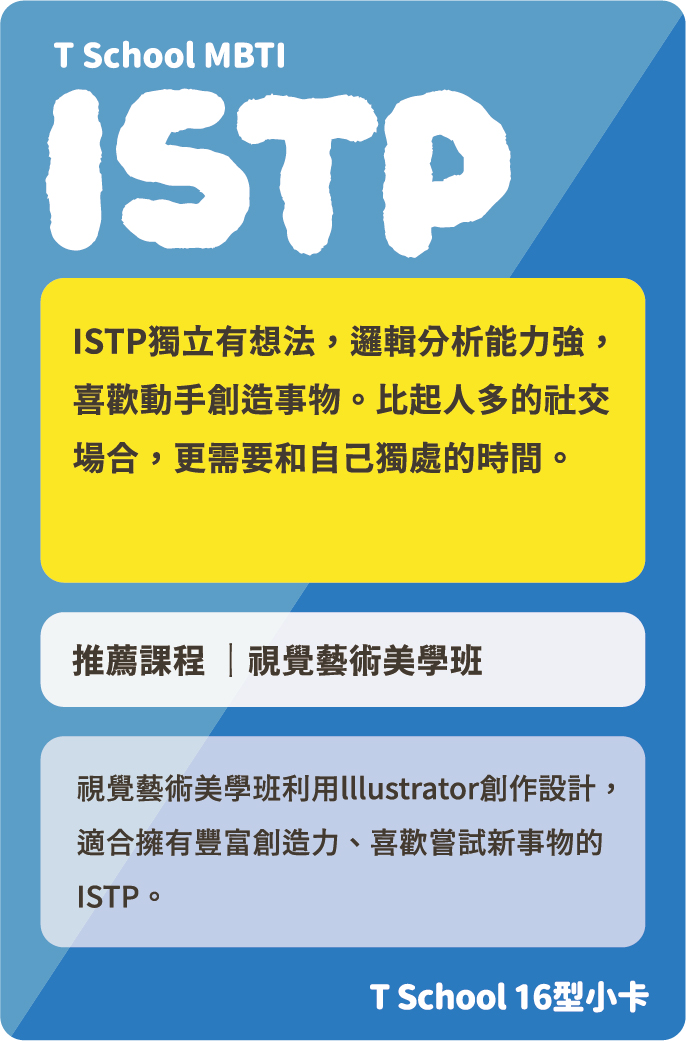 T School MBTI
ISTP
ISTP獨立有想法，邏輯分析能力強，
喜歡動手創造事物。比起人多的社交
場合，更需要和自己獨處的時間。
推薦課程｜視覺藝術美學班
視覺藝術美學班利用lllustrator創作設計，
適合擁有豐富創造力、喜歡嘗試新事物的
ISTP。
T School 16型小卡